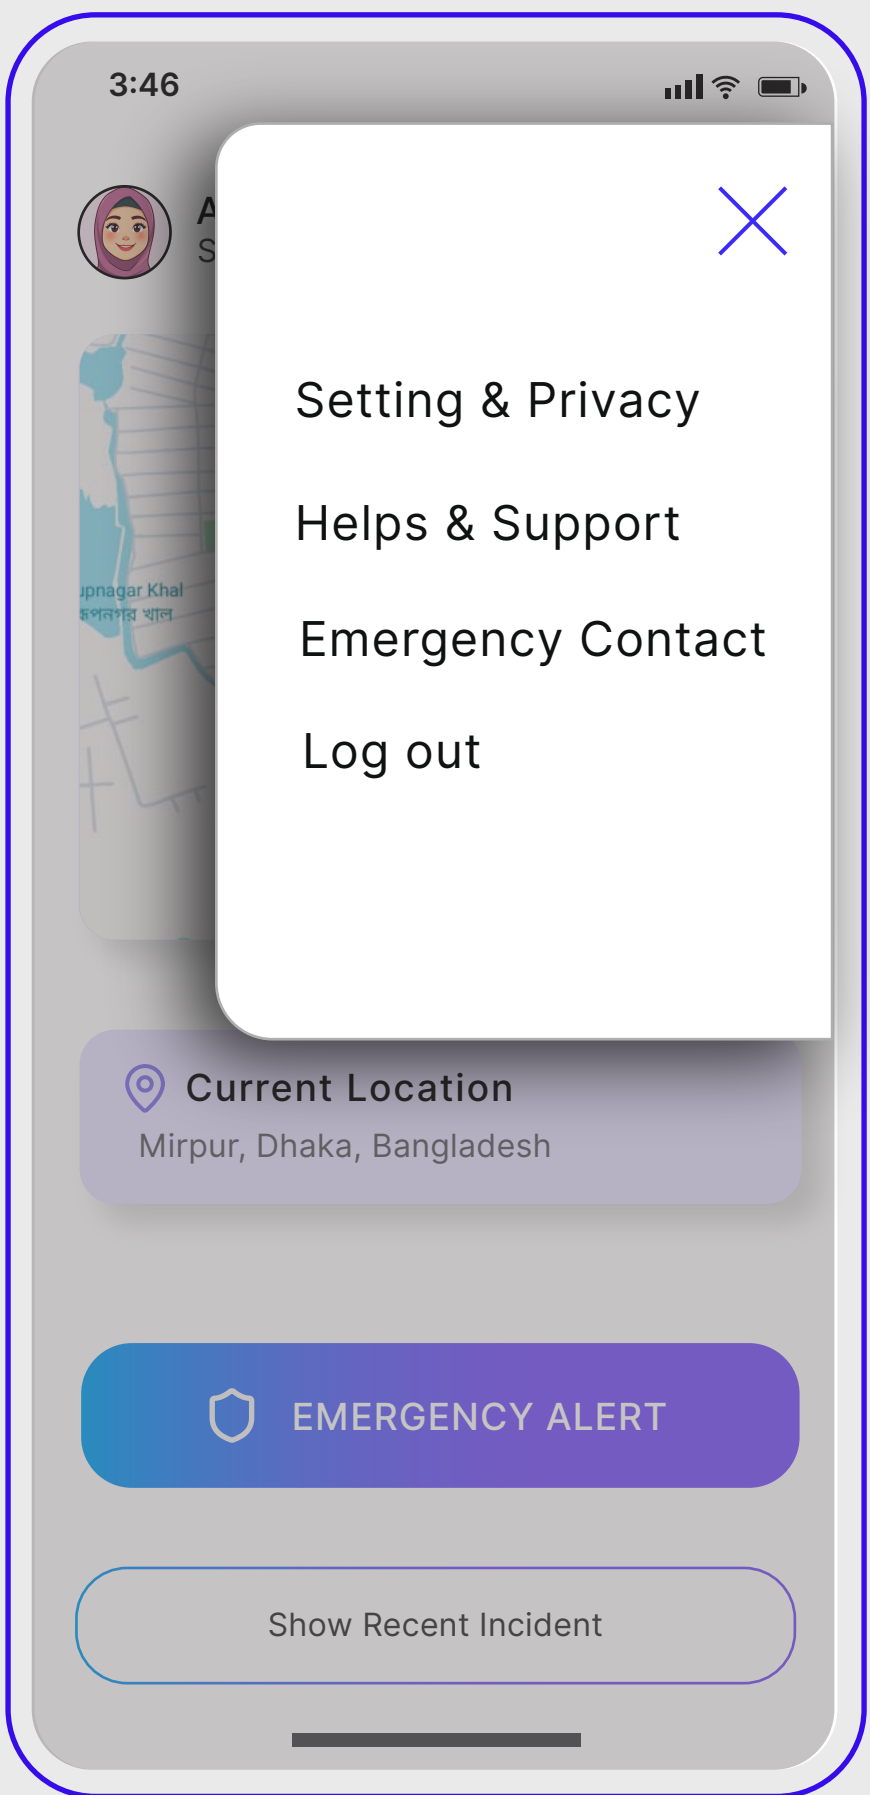 3:46
A
S
Setting & Privacy
Helps & Support
Emergency Contact
Log out
upnagar Khal
রূপনগর খাল
Current Location
Mirpur, Dhaka, Bangladesh
EMERGENCY ALERT
Show Recent Incident